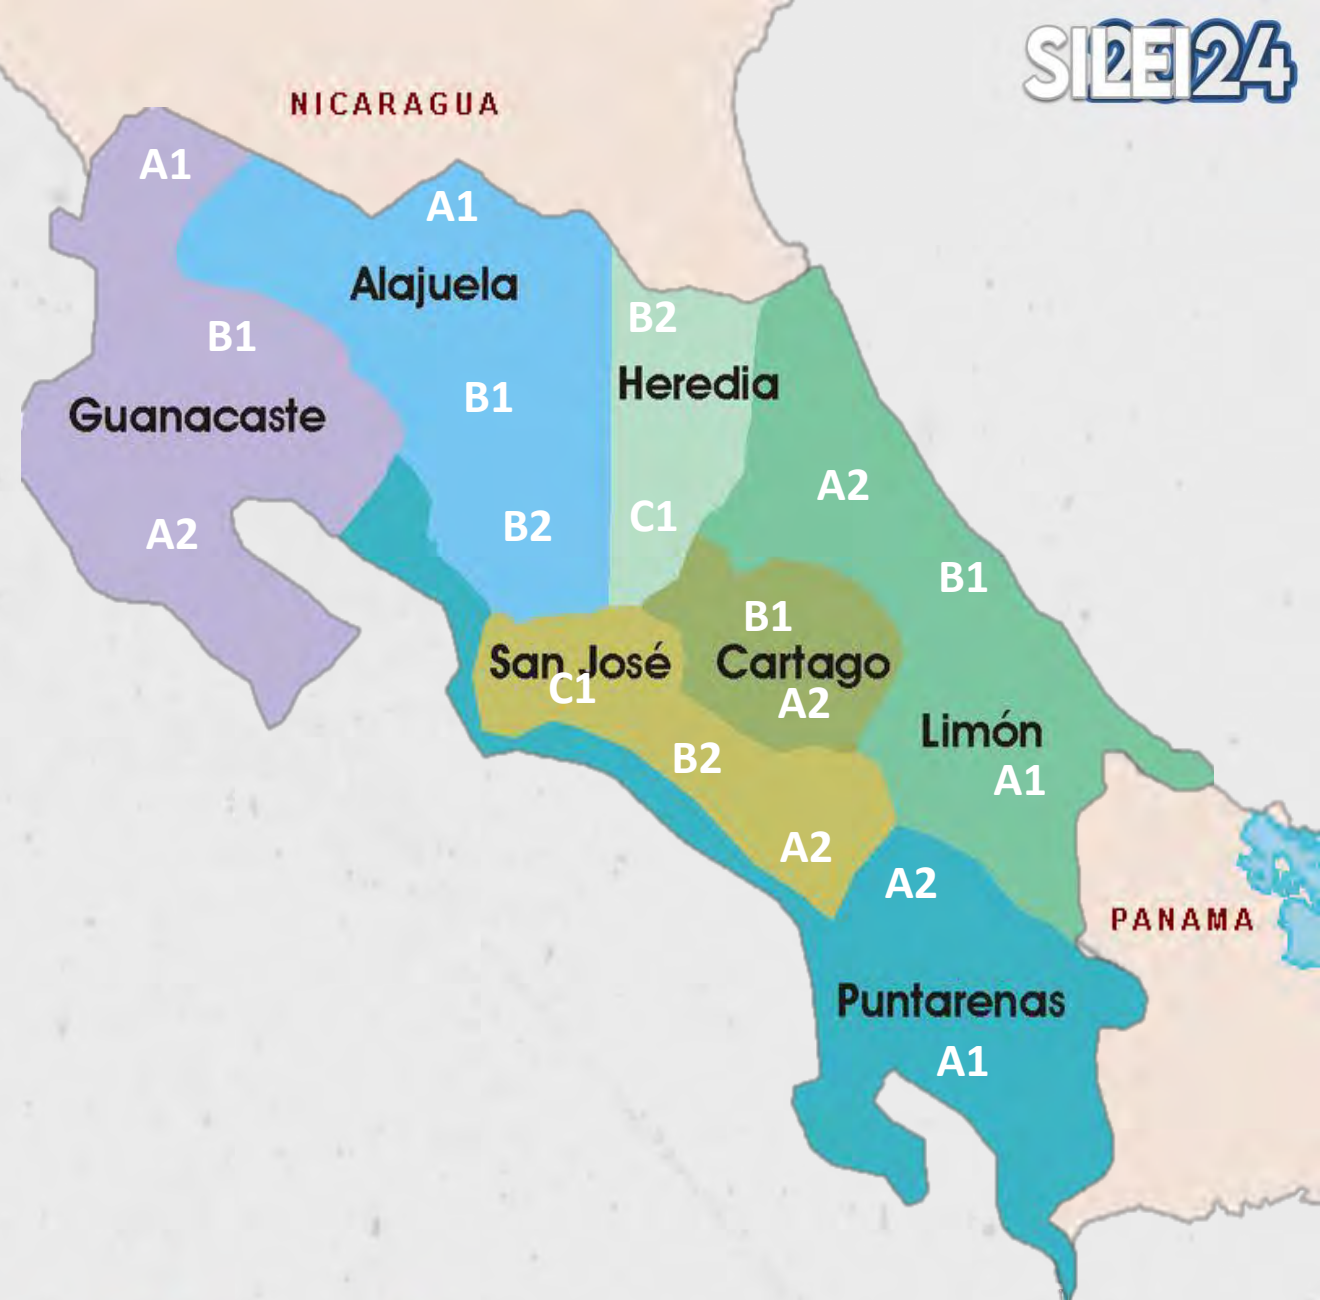 SILEI24
NICARAGUA
A1
A1
Alajuela
B2
B1
Heredia
B1
Guanacaste
A2
C1
B2
A2
B1
B1
San José
Cartago
C1
A2
Limón
B2
A1
A2
A2
PANAMA
Puntarenas
A1